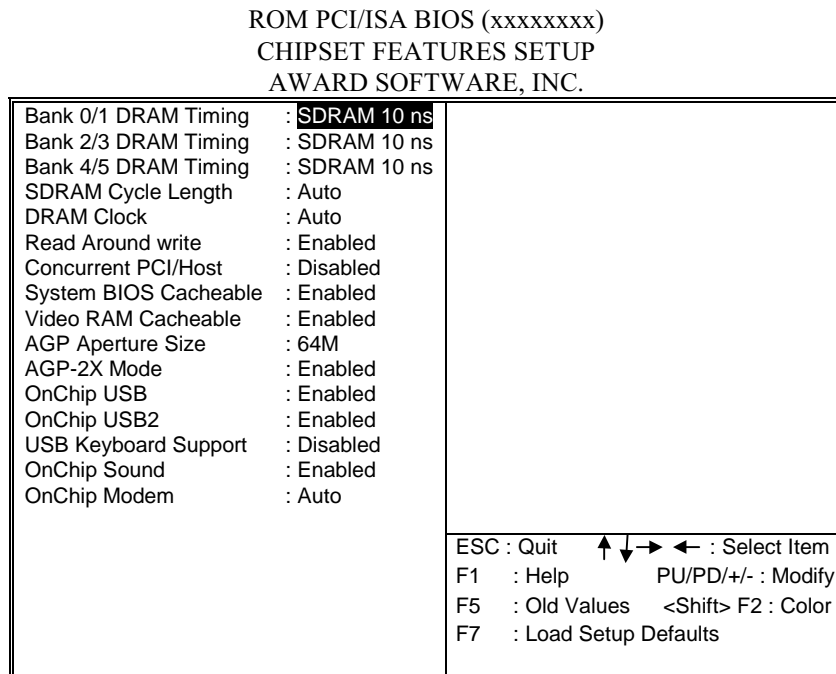 ROM PCI/ISA BIOS (xxxxxxxx)
CHIPSET FEATURES SETUP
AWARD SOFTWARE, INC.
Bank 0/1 DRAM Timing : SDRAM 10 ns
Bank 2/3 DRAM Timing : SDRAM 10 ns
Bank 4/5 DRAM Timing : SDRAM 10 ns
SDRAM Cycle Length : Auto
DRAM Clock : Auto
Read Around write : Enabled
Concurrent PCI/Host : Disabled
System BIOS Cacheable : Enabled
Video RAM Cacheable : Enabled
AGP Aperture Size : 64M
AGP-2X Mode : Enabled
OnChip USB : Enabled
OnChip USB2 : Enabled
USB Keyboard Support : Disabled
OnChip Sound : Enabled
OnChip Modem : Auto
ESC : Quit ↑ ↓ → ← : Select Item
F1 : Help PU/PD/+/- : Modify
F5 : Old Values <Shift> F2 : Color
F7 : Load Setup Defaults